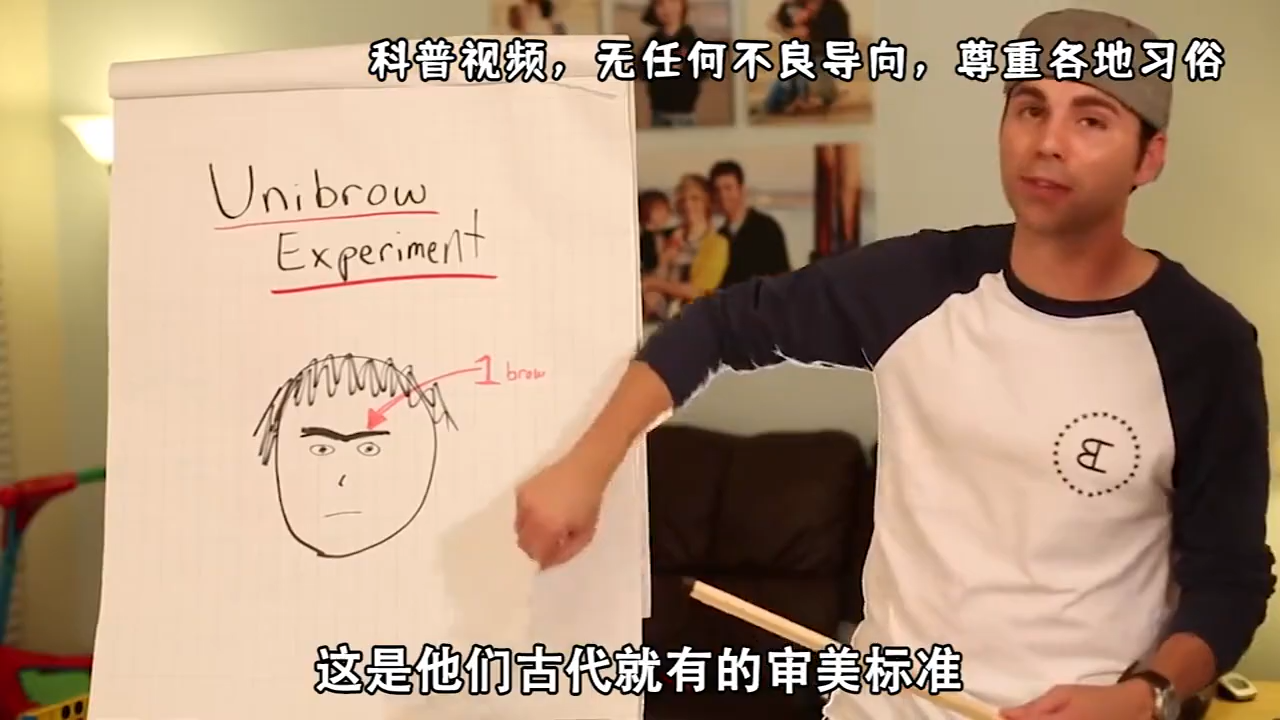 科普视频，无任何不良导向，尊重各地习俗
Unibrow
Experiment
1 brow
B
这是他们古代就有的审美标准